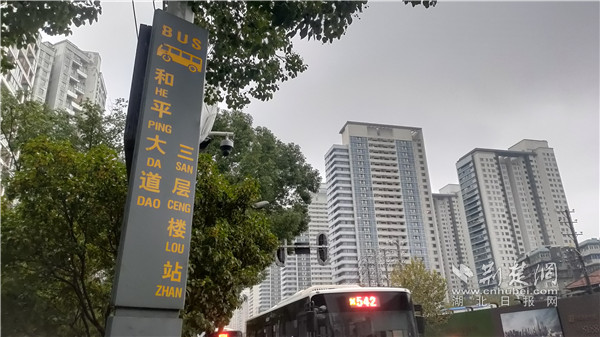 BUS
和平大道
HE PING DA DAO
三层楼站
SAN CENG LOU ZHAN
542
荆楚网
www.cnhubei.com
湖北日报网